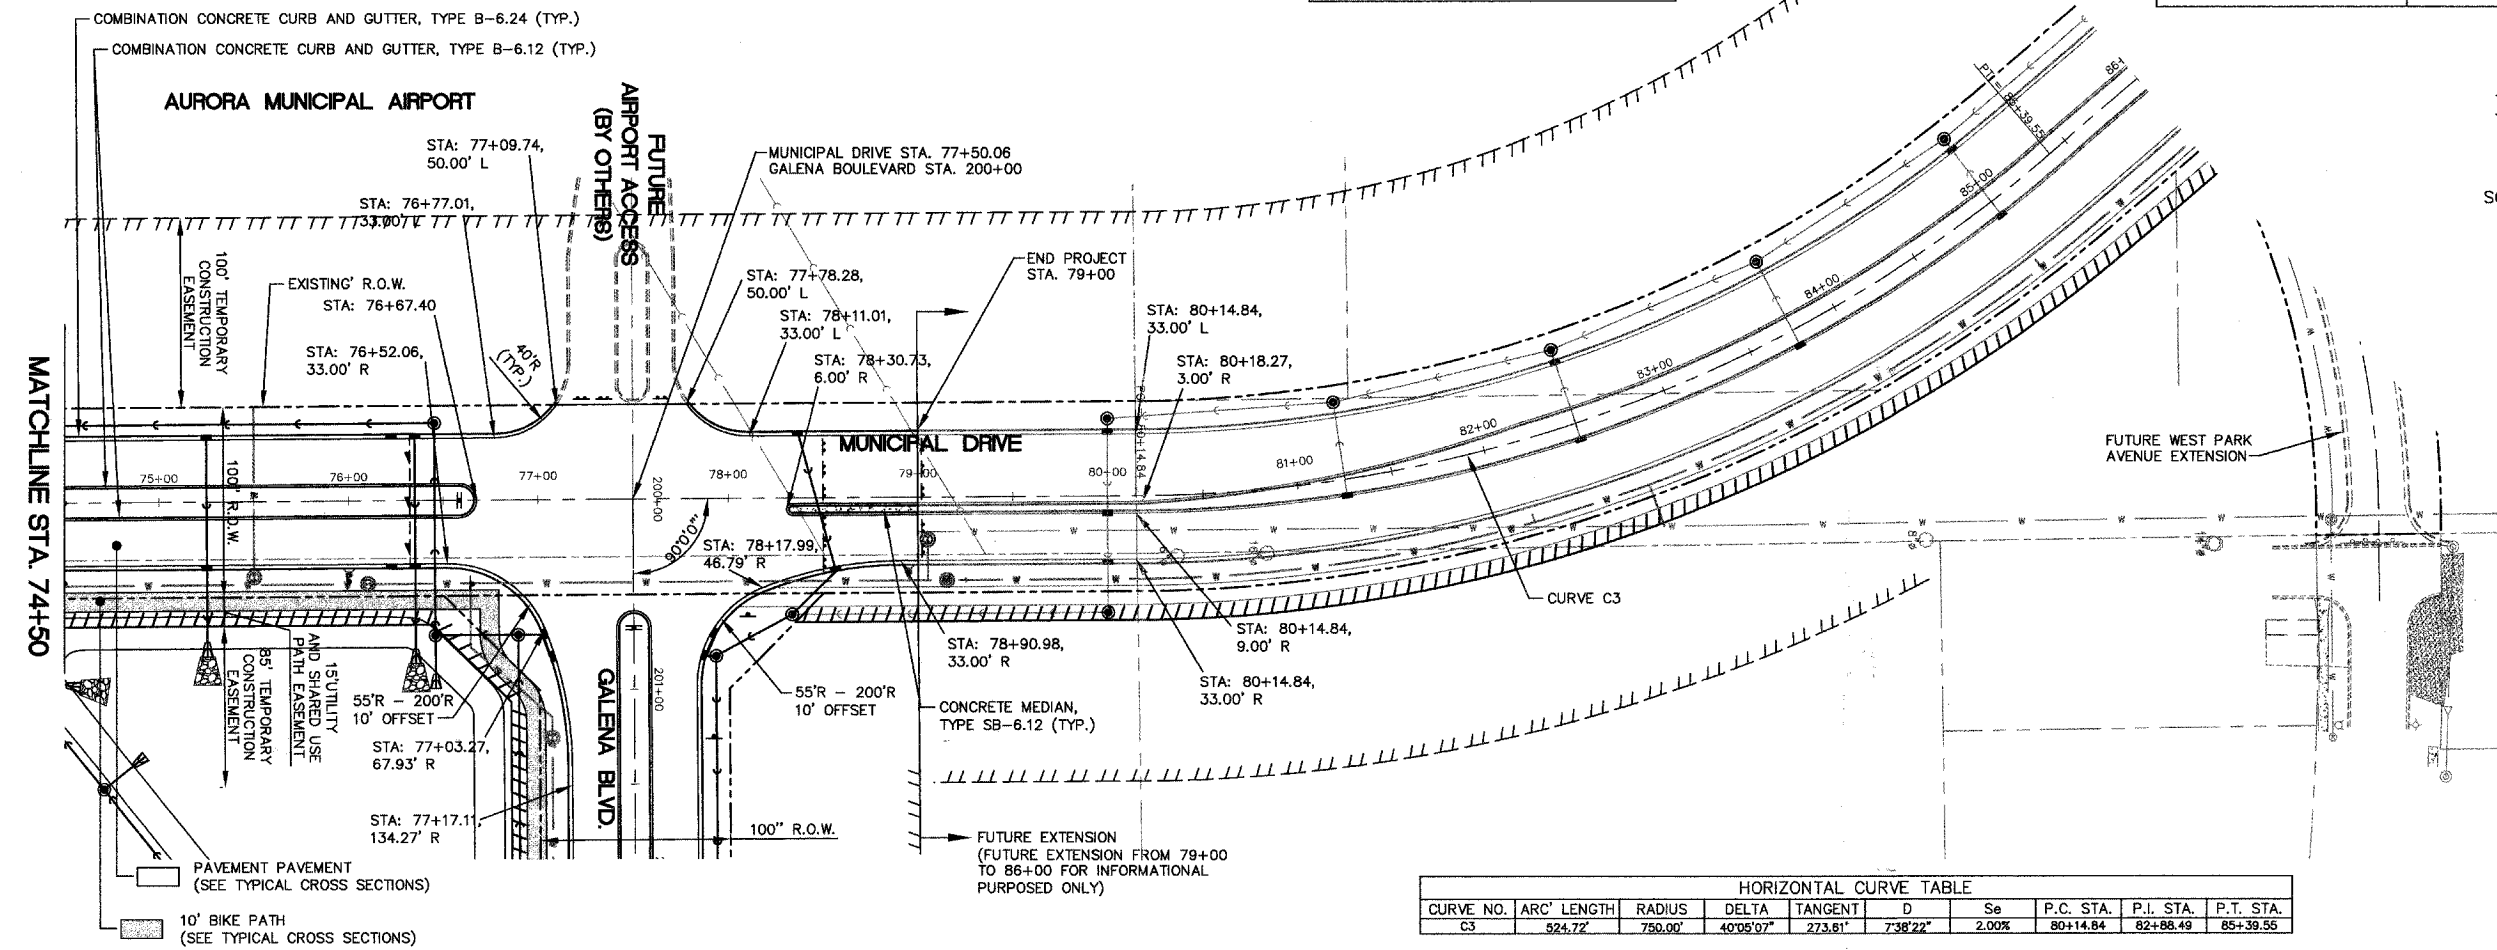 COMBINATION CONCRETE CURB AND GUTTER, TYPE B-6.24 (TYP.)
COMBINATION CONCRETE CURB AND GUTTER, TYPE B-6.12 (TYP.)
AURORA MUNICIPAL AIRPORT
FUTURE
AIRPORT ACCESS
(BY OTHERS)
STA: 77+09.74,
50.00' L
MUNICIPAL DRIVE STA. 77+50.06
GALENA BOULEVARD STA. 200+00
STA: 76+77.01,
33.00' L
100' TEMPORARY
CONSTRUCTION
EASEMENT
EXISTING' R.O.W.
STA: 76+67.40
STA: 76+52.06,
33.00' R
40'R
(TYP.)
STA: 77+78.28,
50.00' L
STA: 78+11.01,
33.00' L
STA: 78+30.73,
6.00' R
END PROJECT
STA. 79+00
STA: 80+14.84,
33.00' L
STA: 80+18.27,
3.00' R
MATCHLINE STA. 74+50
MUNICIPAL DRIVE
75+00
76+00
77+00
78+00
79+00
80+00
81+00
82+00
83+00
84+00
85+00
86+
200+00
201+00
90°0'0"
100" R.O.W.
STA: 78+17.99,
46.79' R
FUTURE WEST PARK
AVENUE EXTENSION
CURVE C3
STA: 78+90.98,
33.00' R
STA: 80+14.84,
9.00' R
STA: 80+14.84,
33.00' R
15'UTILITY
AND SHARED USE
PATH EASEMENT
85' TEMPORARY
CONSTRUCTION
EASEMENT
55'R - 200'R
10' OFFSET
STA: 77+03.27,
67.93' R
STA: 77+17.11,
134.27' R
GALENA BLVD.
55'R - 200'R
10' OFFSET
CONCRETE MEDIAN,
TYPE SB-6.12 (TYP.)
100" R.O.W.
FUTURE EXTENSION
(FUTURE EXTENSION FROM 79+00
TO 86+00 FOR INFORMATIONAL
PURPOSED ONLY)
PAVEMENT PAVEMENT
(SEE TYPICAL CROSS SECTIONS)
10' BIKE PATH
(SEE TYPICAL CROSS SECTIONS)
HORIZONTAL CURVE TABLE
CURVE NO. ARC' LENGTH RADIUS DELTA TANGENT D Se P.C. STA. P.I. STA. P.T. STA.
C3 524.72' 750.00' 40°05'07" 273.61' 7°38'22" 2.00% 80+14.84 82+88.49 85+39.55